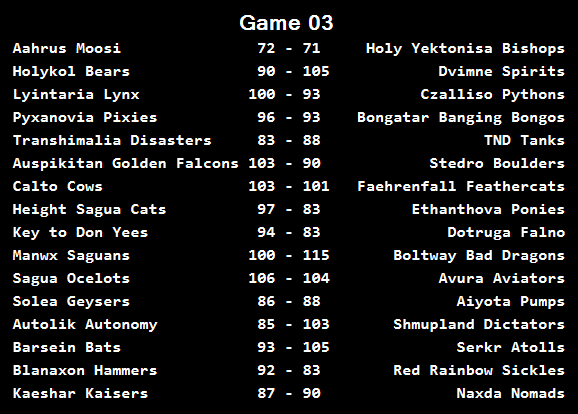 Game 03
Aahrus Moosi 72 - 71 Holy Yektonisa Bishops
Holykol Bears 90 - 105 Dvimne Spirits
Lyintaria Lynx 100 - 93 Czalliso Pythons
Pyxanovia Pixies 96 - 93 Bongatar Banging Bongos
Transhimalia Disasters 83 - 88 TND Tanks
Auspikitan Golden Falcons 103 - 90 Stedro Boulders
Calto Cows 103 - 101 Faehrenfall Feathercats
Height Sagua Cats 97 - 83 Ethanthova Ponies
Key to Don Yees 94 - 83 Dotruga Falno
Manwx Saguans 100 - 115 Boltway Bad Dragons
Sagua Ocelots 106 - 104 Avura Aviators
Solea Geysers 86 - 88 Aiyota Pumps
Autolik Autonomy 85 - 103 Shmupland Dictators
Barsein Bats 93 - 105 Serkr Atolls
Blanaxon Hammers 92 - 83 Red Rainbow Sickles
Kaeshar Kaisers 87 - 90 Naxda Nomads